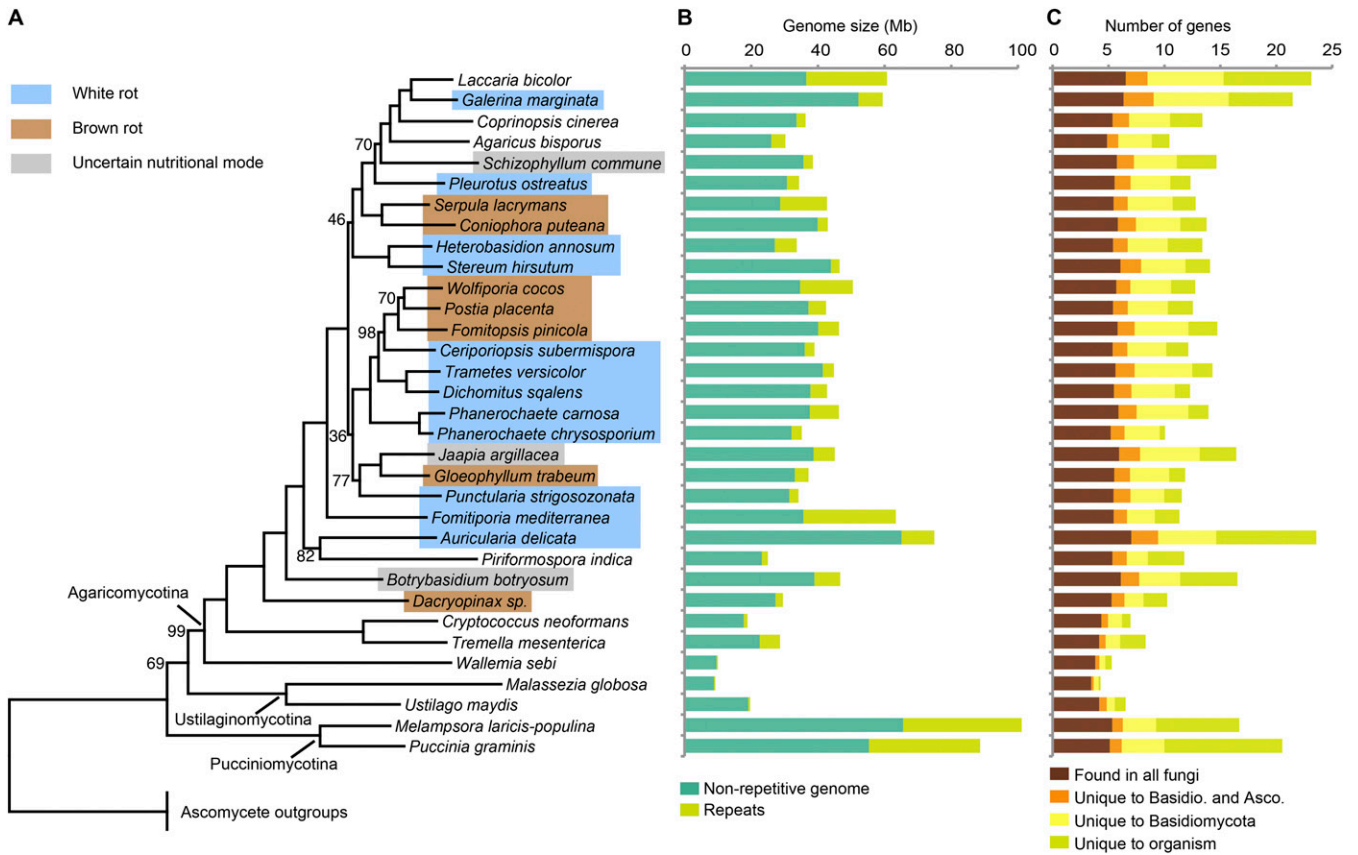 A
White rot
Brown rot
Uncertain nutritional mode
Laccaria bicolor
Galerina marginata
Coprinopsis cinerea
Agaricus bisporus
70
Schizophyllum commune
Pleurotus ostreatus
Serpula lacrymans
46
Coniophora puteana
Heterobasidion annosum
Stereum hirsutum
Wolfiporia cocos
70
Postia placenta
Fomitopsis pinicola
98
Ceriporiopsis subermispora
Trametes versicolor
Dichomitus sqalens
Phanerochaete carnosa
36
Phanerochaete chrysosporium
Jaapia argillacea
77
Gloeophyllum trabeum
Punctularia strigosozonata
Fomitiporia mediterranea
Auricularia delicata
82
Piriformospora indica
Botrybasidium botryosum
Agaricomycotina
Dacryopinax sp.
Cryptococcus neoformans
99
Tremella mesenterica
69
Wallemia sebi
Malassezia globosa
Ustilaginomycotina
Ustilago maydis
Melampsora laricis-populina
Puccinia graminis
Pucciniomycotina
Ascomycete outgroups
B
Genome size (Mb)
0 20 40 60 80 100
Non-repetitive genome
Repeats
C
Number of genes
0 5 10 15 20 25
Found in all fungi
Unique to Basidio. and Asco.
Unique to Basidiomycota
Unique to organism